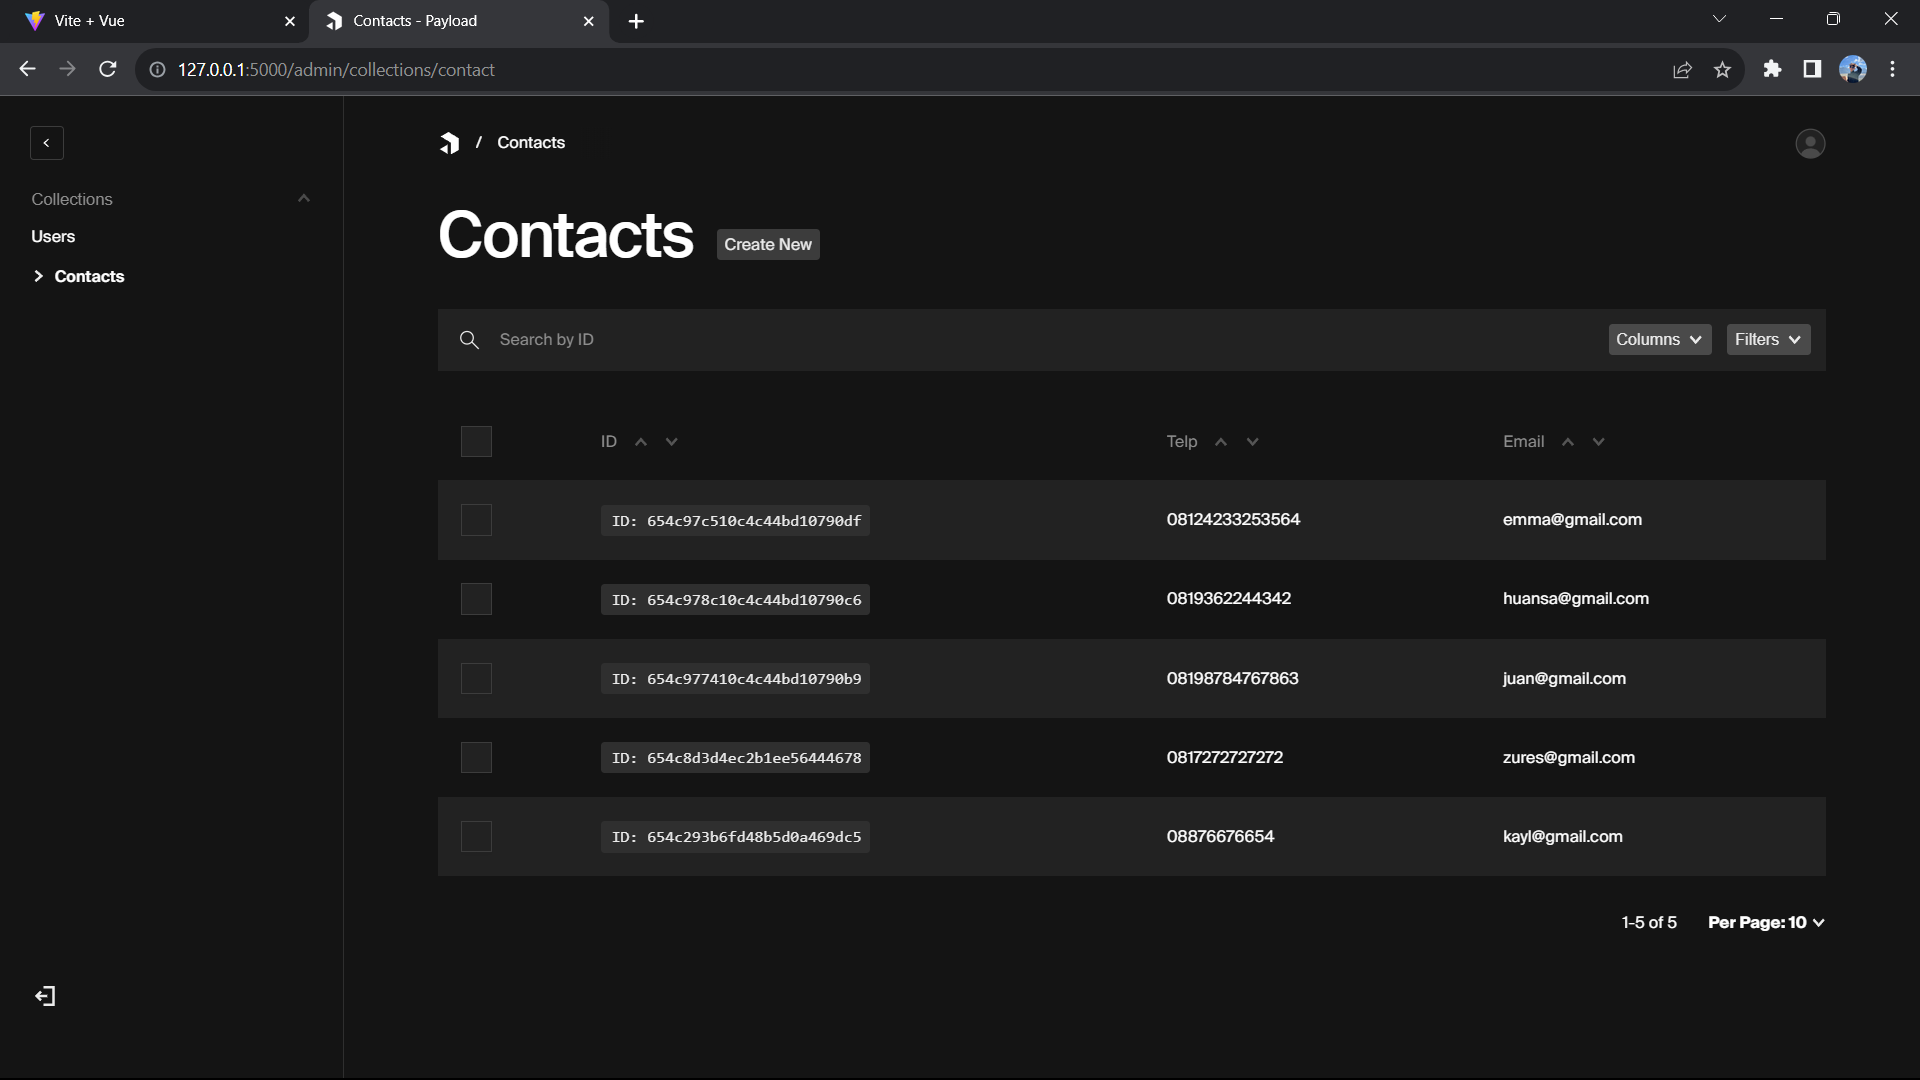 Vite + Vue
Contacts - Payload
127.0.0.1:5000/admin/collections/contact
/ Contacts
Collections
Users
Contacts
Contacts
Create New
Search by ID
Columns
Filters
ID
Telp
Email
ID: 654c97c510c4c44bd10790df
08124233253564
emma@gmail.com
ID: 654c978c10c4c44bd10790c6
0819362244342
huansa@gmail.com
ID: 654c977410c4c44bd10790b9
08198784767863
juan@gmail.com
ID: 654c8d3d4ec2b1ee56444678
0817272727272
zures@gmail.com
ID: 654c293b6fd48b5d0a469dc5
08876676654
kayl@gmail.com
1-5 of 5
Per Page: 10